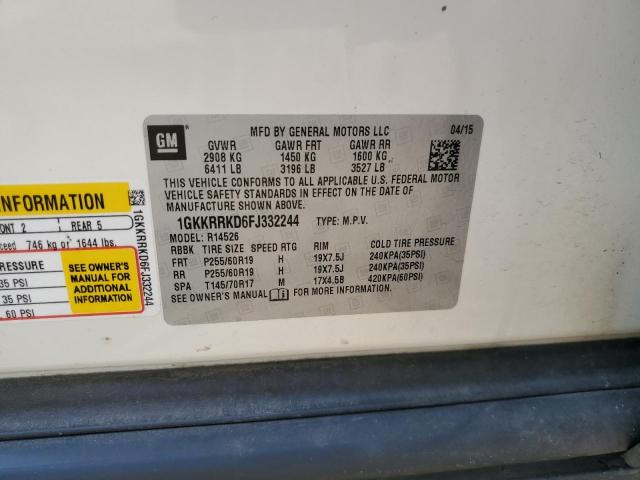 GM
MFD BY GENERAL MOTORS LLC 04/15
GVWR GAWR FRT GAWR RR
2908 KG 1450 KG 1600 KG
6411 LB 3196 LB 3527 LB
THIS VEHICLE CONFORMS TO ALL APPLICABLE U.S. FEDERAL MOTOR
VEHICLE SAFETY STANDARDS IN EFFECT ON THE DATE OF
MANUFACTURE SHOWN ABOVE.
1GKKRRKD6FJ332244 TYPE: M.P.V.
MODEL: R14526
RBBK TIRE SIZE SPEED RTG RIM COLD TIRE PRESSURE
FRT P255/60R19 H 19X7.5J 240KPA(35PSI)
RR P255/60R19 H 19X7.5J 240KPA(35PSI)
SPA T145/70R17 M 17X4.5B 420KPA(60PSI)
SEE OWNER'S MANUAL FOR MORE INFORMATION
INFORMATION
ONT 2 REAR 5
ceed 746 kg or 1644 lbs.
PRESSURE
35 PSI
35 PSI
, 60 PSI
SEE OWNER'S
MANUAL FOR
ADDITIONAL
INFORMATION
1GKKRRKD6FJ332244